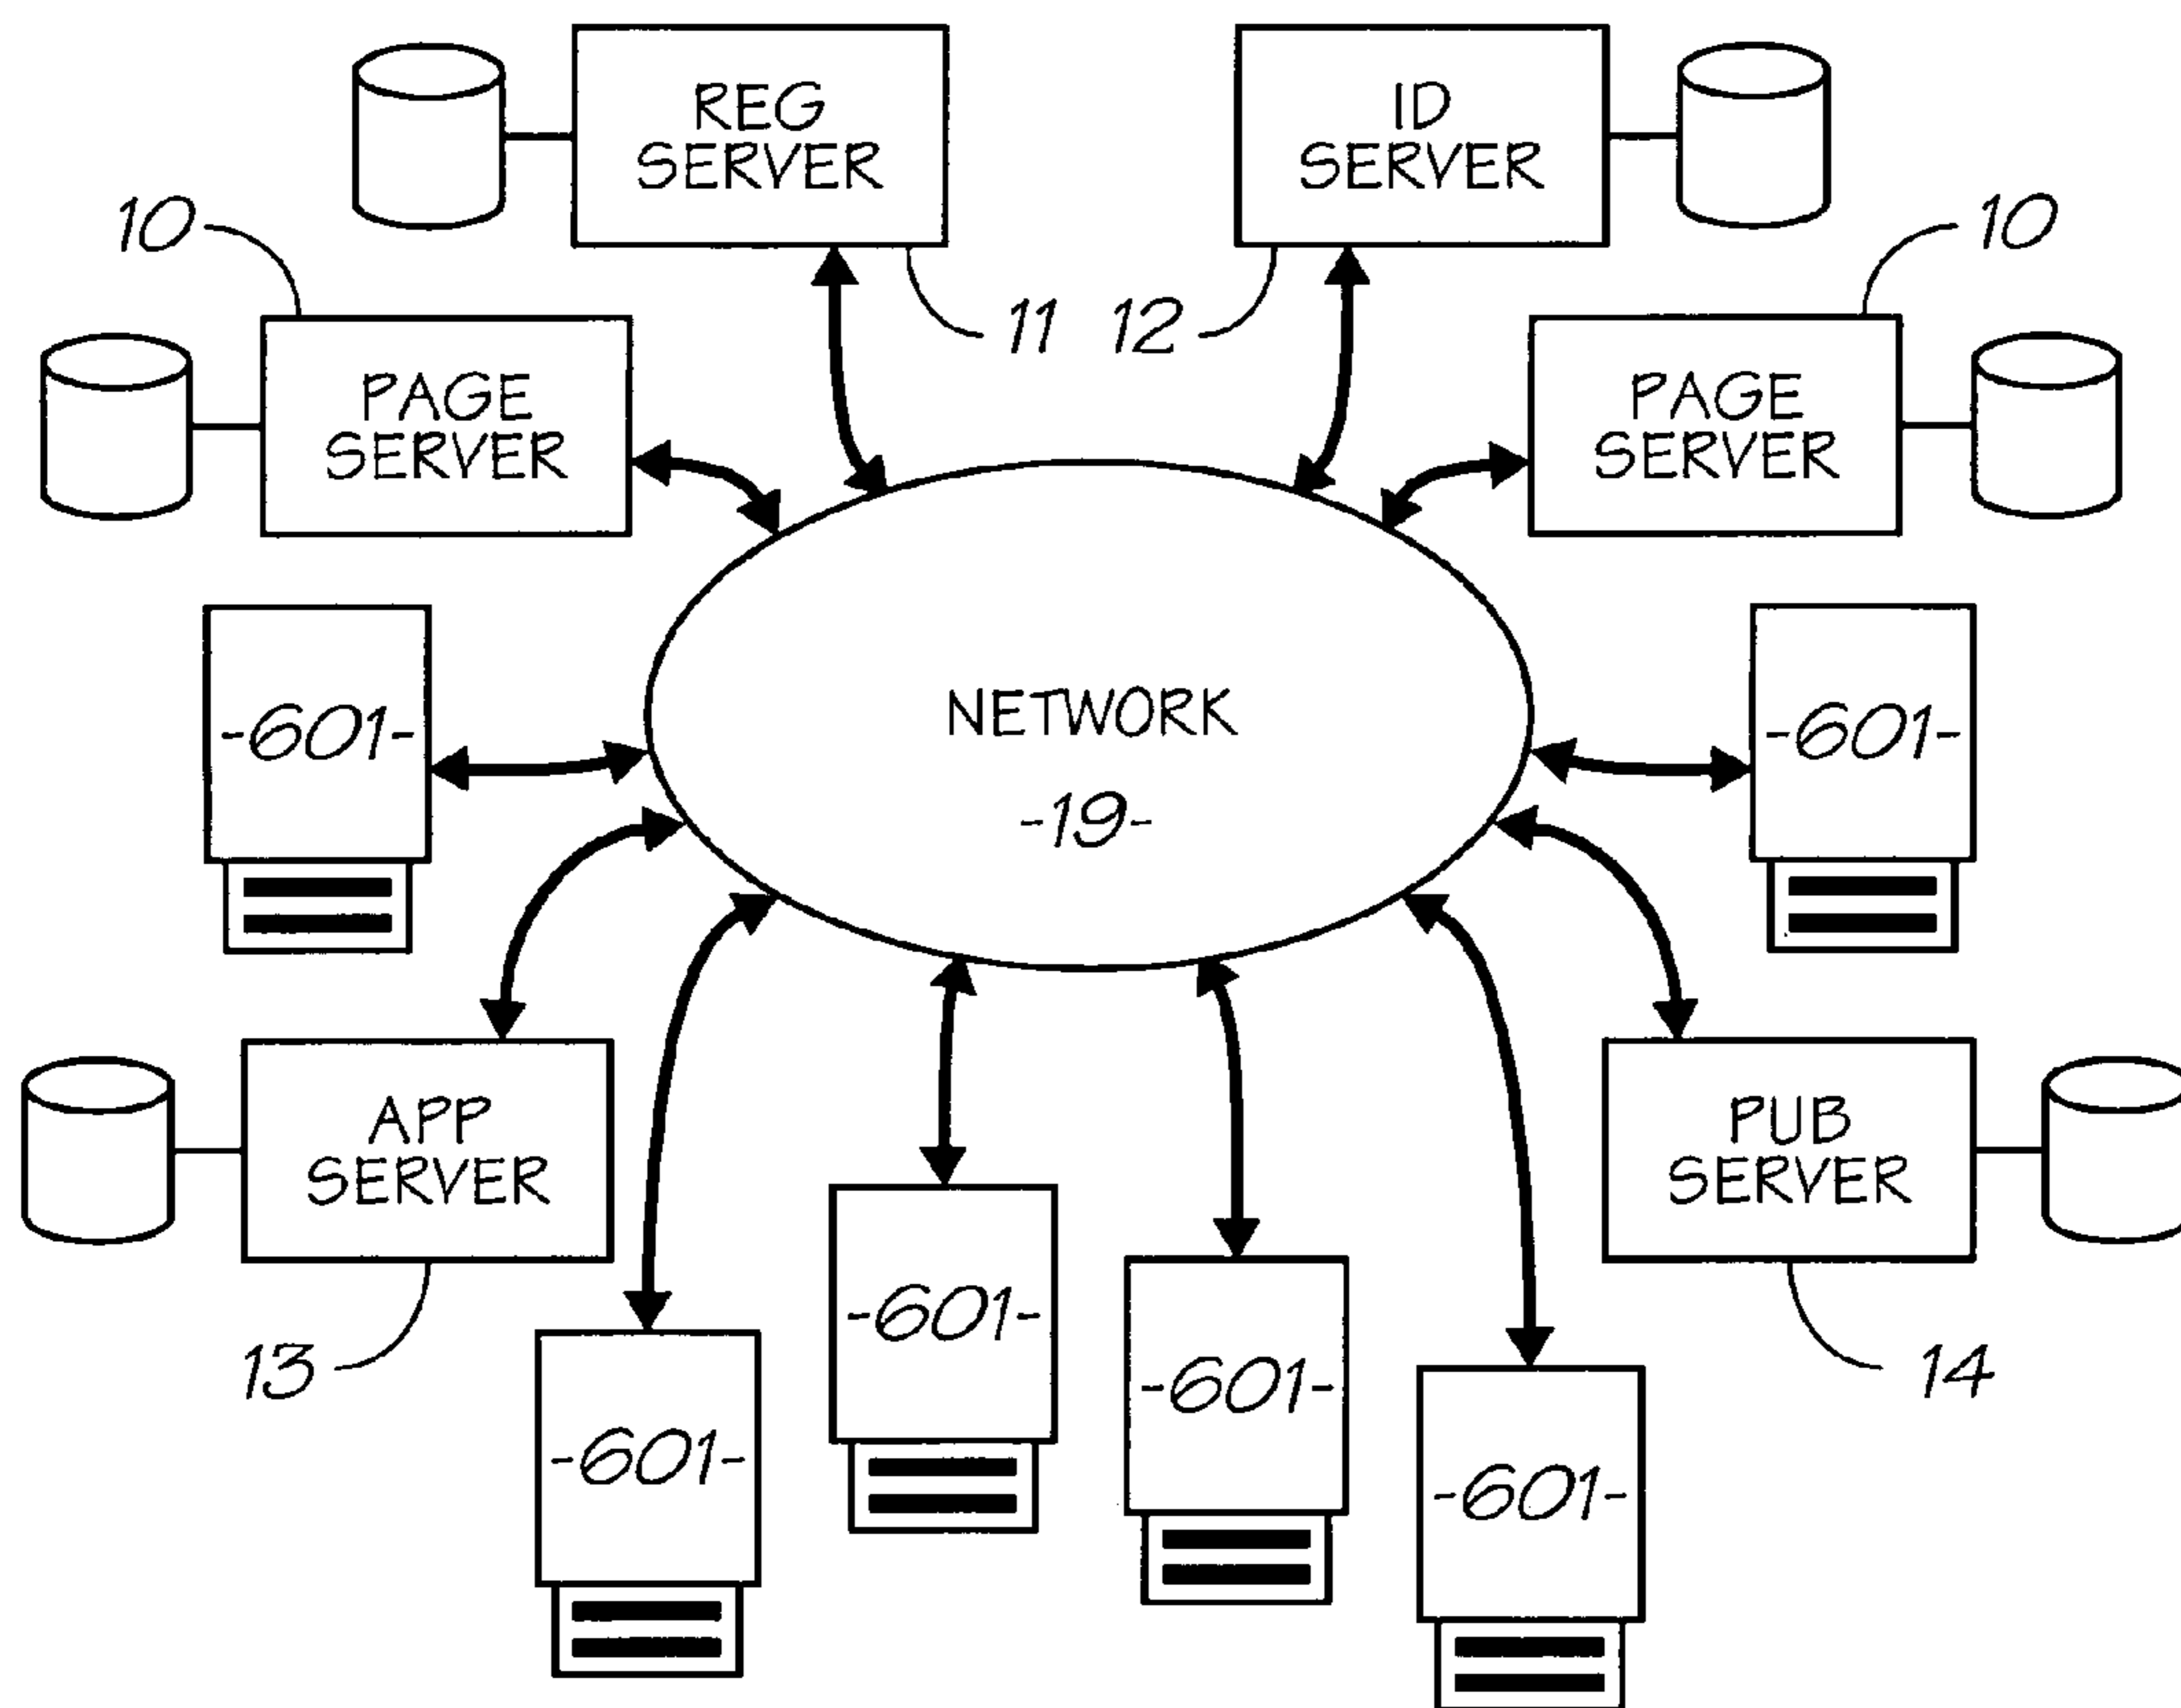 REG
SERVER
ID
SERVER
10
10
11
12
PAGE
SERVER
PAGE
SERVER
NETWORK
-19-
-601-
-601-
APP
SERVER
PUB
SERVER
13
14
-601-
-601-
-601-
-601-